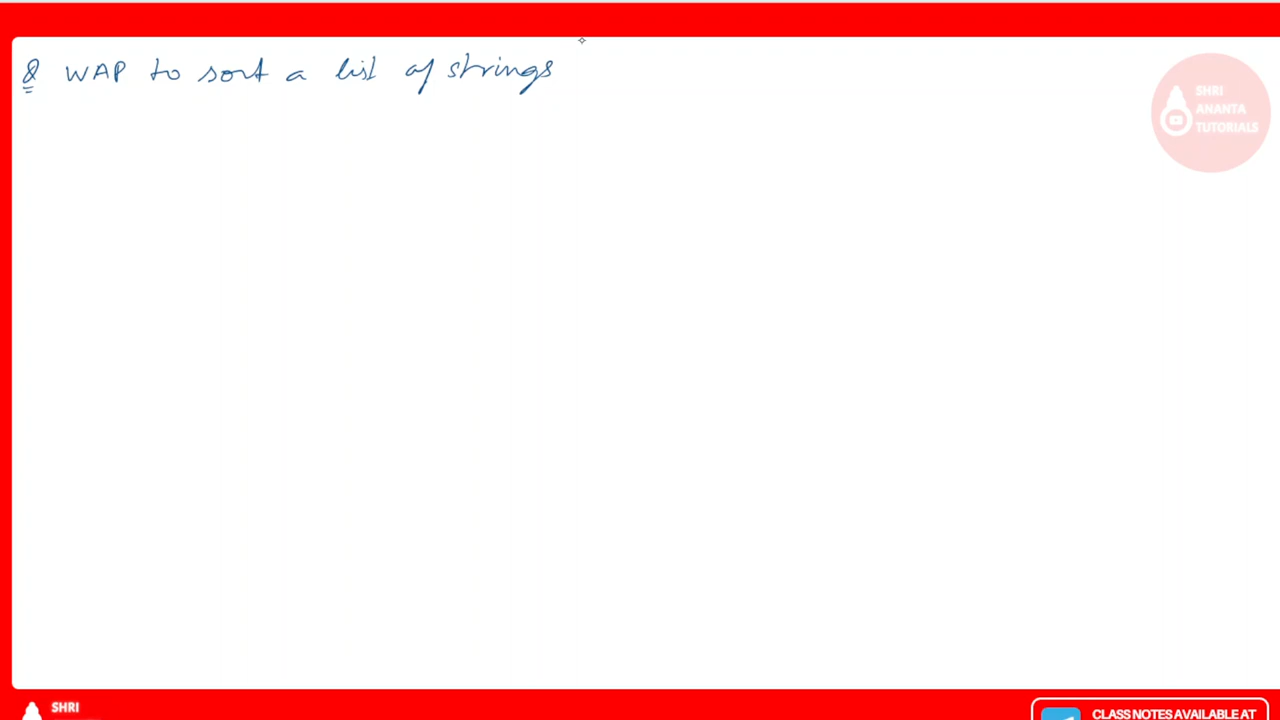 Q WAP to sort a list of strings
SHRI
ANANTA
TUTORIALS
SHRI
CLASS NOTES AVAILABLE AT